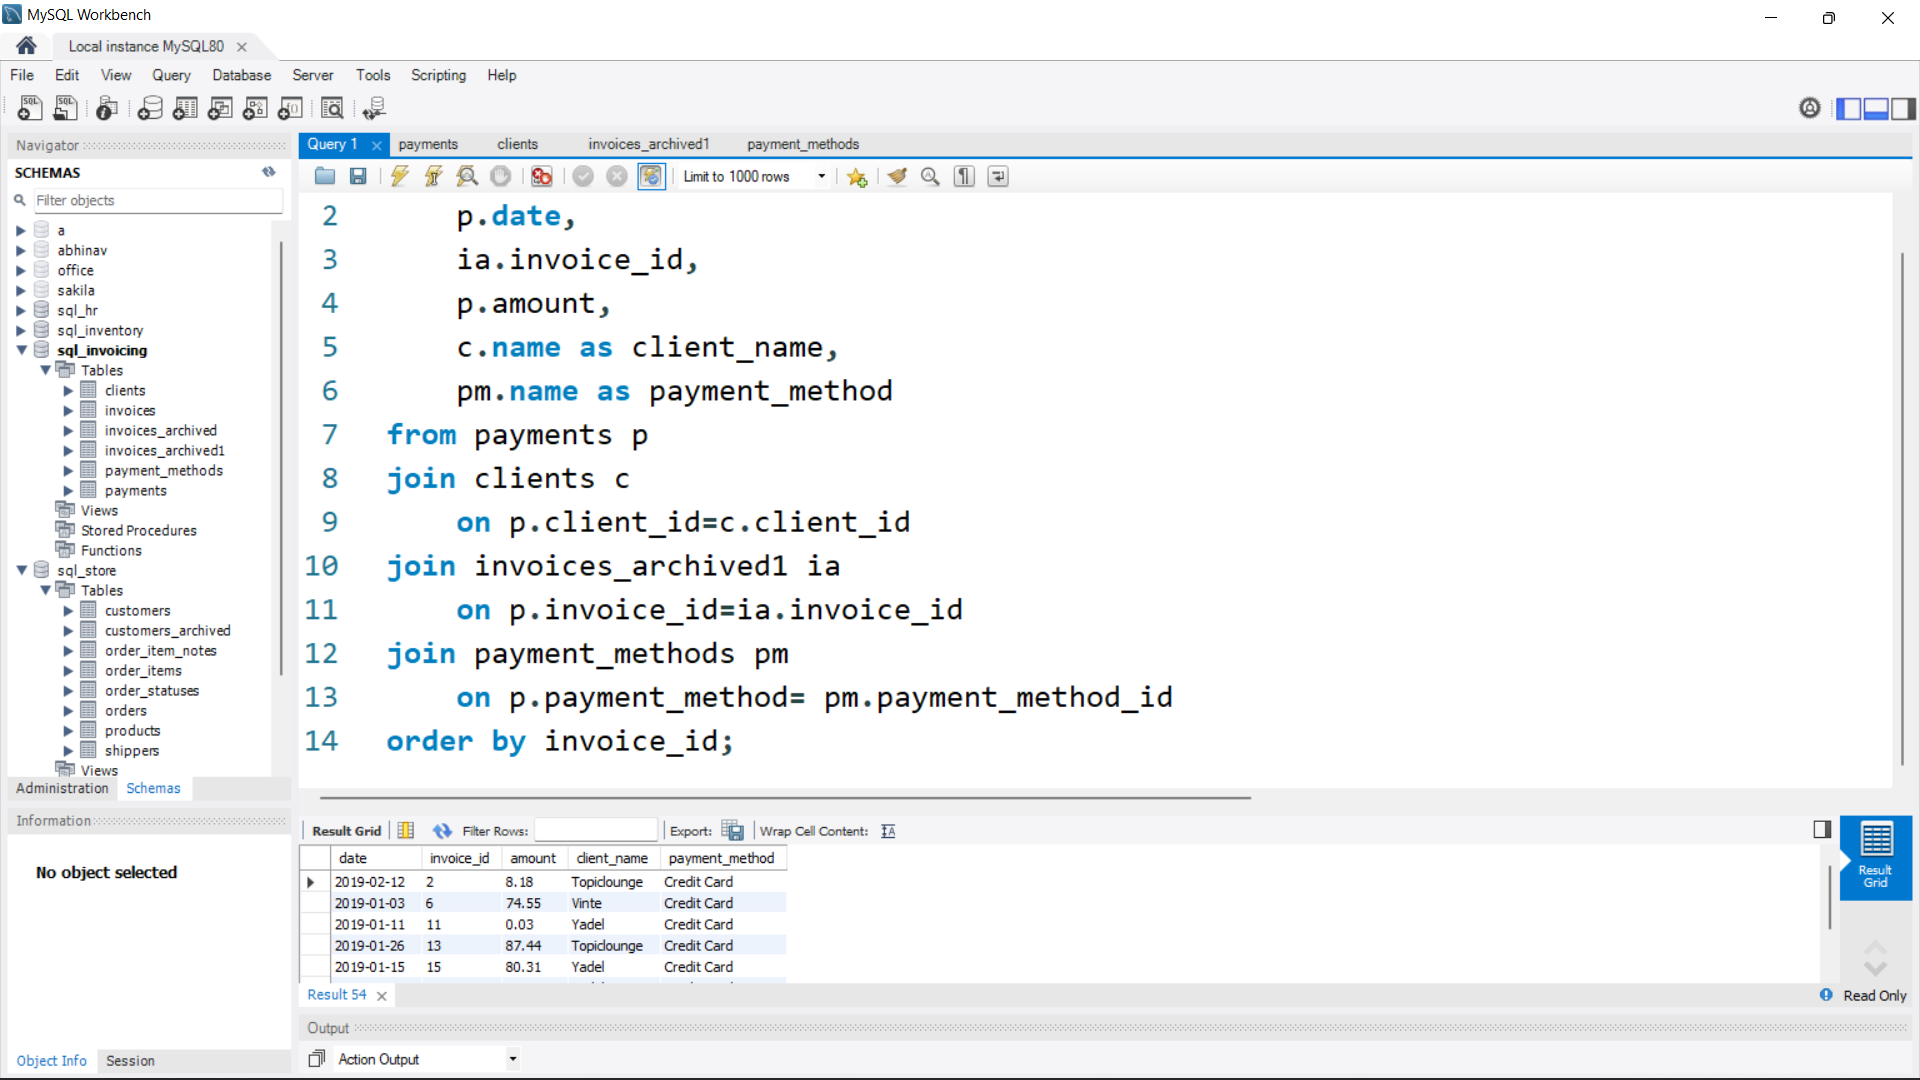 MySQL Workbench
Local instance MySQL80
File Edit View Query Database Server Tools Scripting Help
Navigator
SCHEMAS
Filter objects
a
abhinav
office
sakila
sql_hr
sql_inventory
sql_invoicing
Tables
clients
invoices
invoices_archived
invoices_archived1
payment_methods
payments
Views
Stored Procedures
Functions
sql_store
Tables
customers
customers_archived
order_item_notes
order_items
order_statuses
orders
products
shippers
Views
Administration Schemas
Information
No object selected
Object Info Session
Query 1 payments clients invoices_archived1 payment_methods
Limit to 1000 rows
2 p.date,
3 ia.invoice_id,
4 p.amount,
5 c.name as client_name,
6 pm.name as payment_method
7 from payments p
8 join clients c
9 on p.client_id=c.client_id
10 join invoices_archived1 ia
11 on p.invoice_id=ia.invoice_id
12 join payment_methods pm
13 on p.payment_method= pm.payment_method_id
14 order by invoice_id;
Result Grid Filter Rows: Export: Wrap Cell Content:
date invoice_id amount client_name payment_method
2019-02-12 2 8.18 Topiclounge Credit Card
2019-01-03 6 74.55 Vinte Credit Card
2019-01-11 11 0.03 Yadel Credit Card
2019-01-26 13 87.44 Topiclounge Credit Card
2019-01-15 15 80.31 Yadel Credit Card
Result Grid
Result 54
Read Only
Output
Action Output